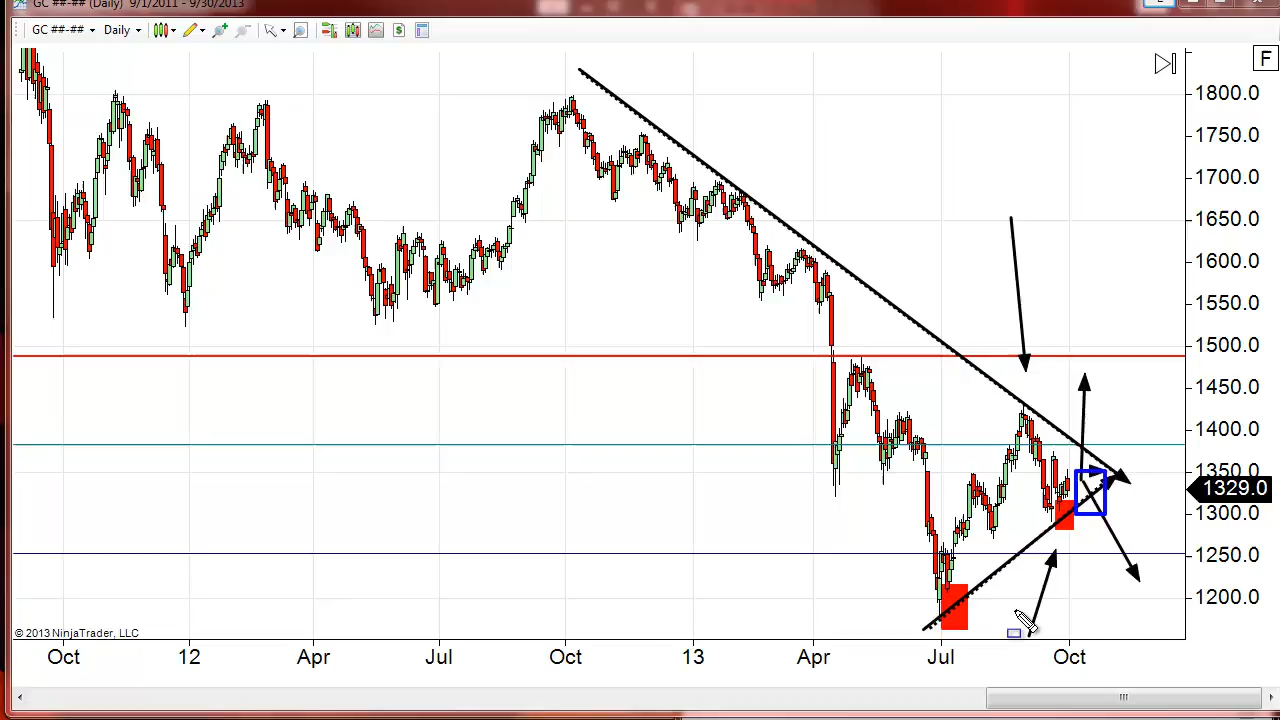 GC ##-## (Daily) 9/1/2011 - 9/30/2013
GC ##-## Daily $
F
1800.0
1750.0
1700.0
1650.0
1600.0
1550.0
1500.0
1450.0
1400.0
1350.0
1329.0
1300.0
1250.0
1200.0
© 2013 NinjaTrader, LLC
Oct 12 Apr Jul Oct 13 Apr Jul Oct